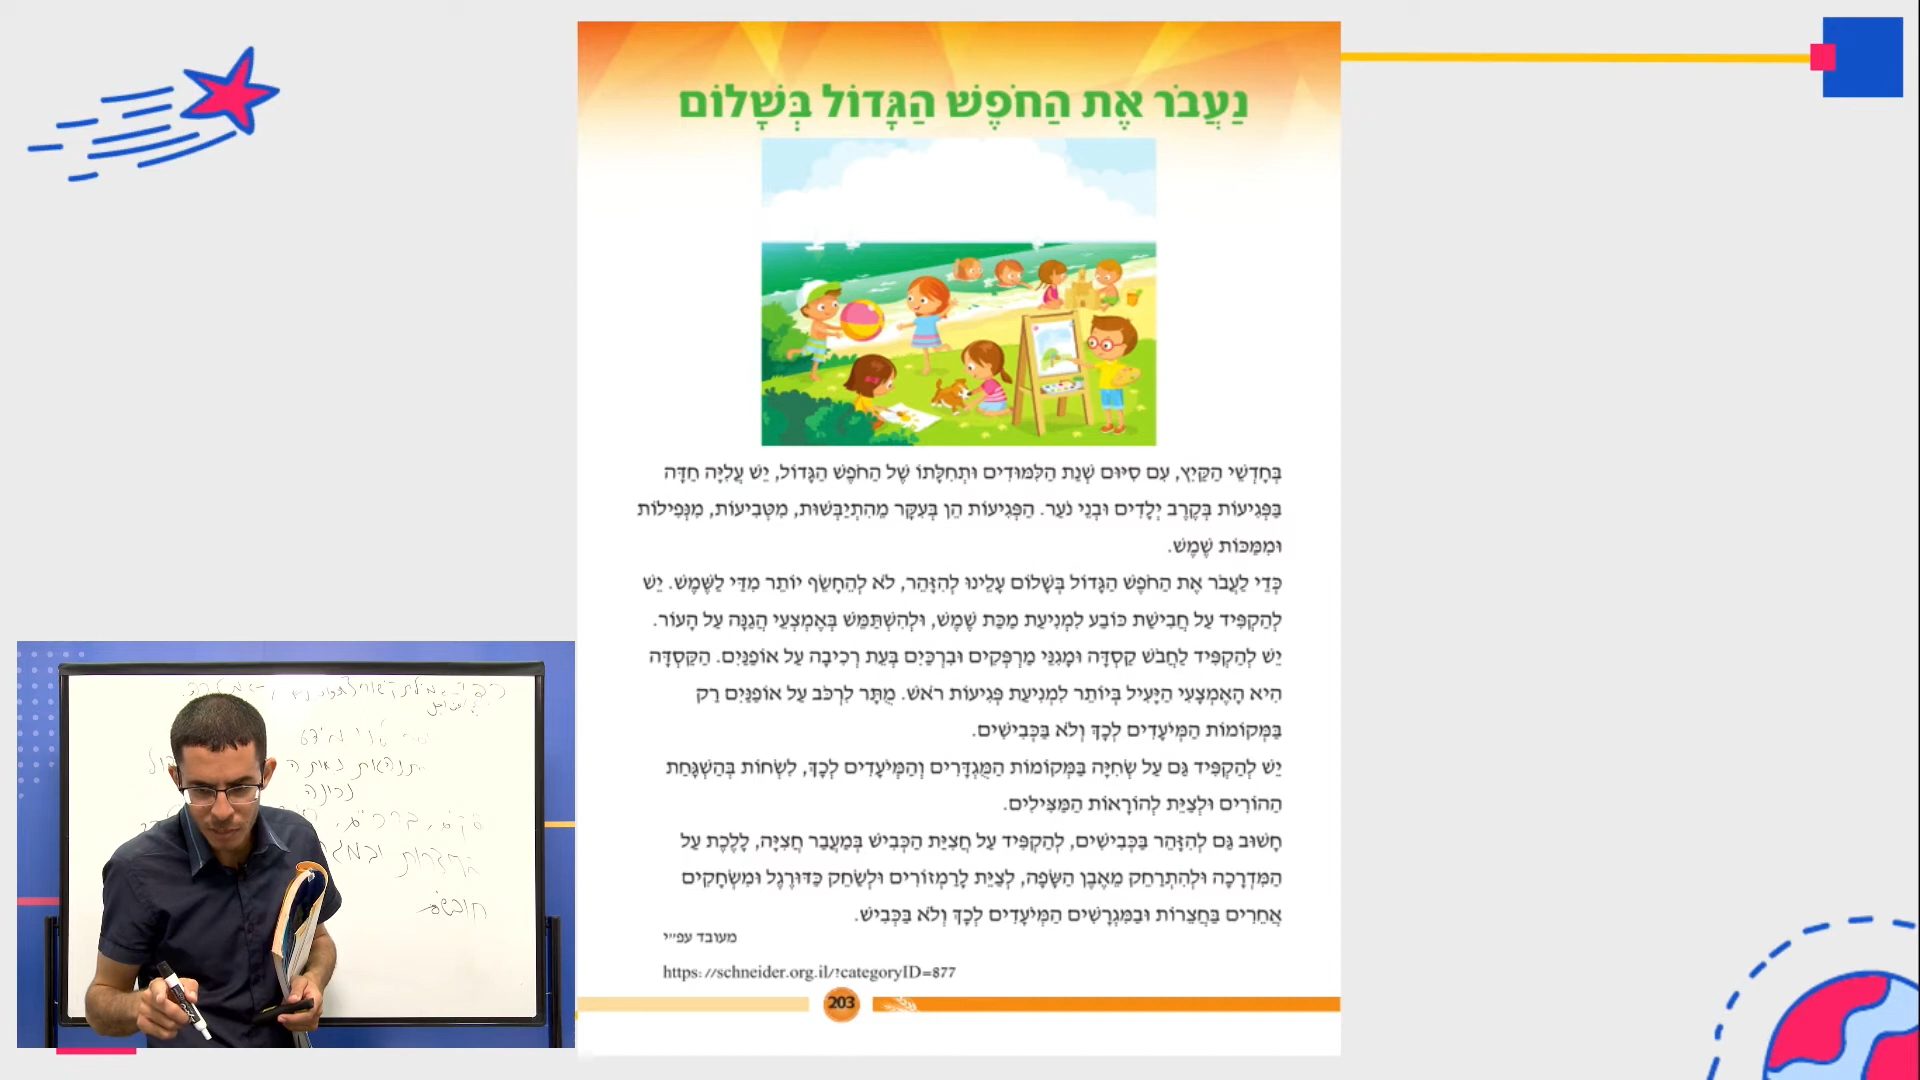 נַעֲבֹר אֶת הַחֹפֶשׁ הַגָּדוֹל בְּשָׁלוֹם
בְּחָדְשֵׁי הַקַּיִץ, עִם סִיּוּם שְׁנַת הַלִּמּוּדִים וּתְחִלָּתוֹ שֶׁל הַחֹפֶשׁ הַגָּדוֹל, יֵשׁ עֲלִיָּה חַדָּה
בַּפְּגִיעוֹת בְּקֶרֶב יְלָדִים וּבְנֵי נֹעַר. הַפְּגִיעוֹת הֵן בְּעִקָּר מֵהִתְיַבְּשׁוּת, מִטְּבִיעוֹת, מִנְּפִילוֹת
וּמִמַּכּוֹת שֶׁמֶשׁ.
כְּדֵי לַעֲבֹר אֶת הַחֹפֶשׁ הַגָּדוֹל בְּשָׁלוֹם עָלֵינוּ לְהִזָּהֵר, לֹא לְהֵחָשֵׂף יוֹתֵר מִדַּי לַשֶּׁמֶשׁ. יֵשׁ
לְהַקְפִּיד עַל חֲבִישַׁת כּוֹבַע לִמְנִיעַת מַכַּת שֶׁמֶשׁ, וּלְהִשְׁתַּמֵּשׁ בְּאֶמְצְעֵי הֲגַנָּה עַל הָעוֹר.
יֵשׁ לְהַקְפִּיד לַחֲבֹשׁ קַסְדָּה וּמָגִנֵּי מַרְפְּקִים וּבִרְכַּיִם בְּעֵת רְכִיבָה עַל אוֹפַנַּיִם. הַקַּסְדָּה
הִיא הָאֶמְצָעִי הַיָּעִיל בְּיוֹתֵר לִמְנִיעַת פְּגִיעוֹת רֹאשׁ. מֻתָּר לִרְכֹּב עַל אוֹפַנַּיִם רַק
בַּמְּקוֹמוֹת הַמְּיֹעָדִים לְכָךְ וְלֹא בַּכְּבִישִׁים.
יֵשׁ לְהַקְפִּיד גַּם עַל שְׂחִיָּה בַּמְּקוֹמוֹת הַמֻּגְדָּרִים וְהַמְּיֹעָדִים לְכָךְ, לִשְׂחוֹת בְּהַשְׁגָּחַת
הַהוֹרִים וּלְצַיֵּת לְהוֹרָאוֹת הַמַּצִּילִים.
חָשׁוּב גַּם לְהִזָּהֵר בַּכְּבִישִׁים, לְהַקְפִּיד עַל חֲצִיַּת הַכְּבִישׁ בְּמַעֲבַר חֲצִיָּה, לָלֶכֶת עַל
הַמִּדְרָכָה וּלְהִתְרַחֵק מֵאֶבֶן הַשָּׂפָה, לְצַיֵּת לָרַמְזוֹרִים וּלְשַׂחֵק כַּדּוּרֶגֶל וּמִשְׂחָקִים
אֲחֵרִים בַּחֲצֵרוֹת וּבַמִּגְרָשִׁים הַמְּיֹעָדִים לְכָךְ וְלֹא בַּכְּבִישׁ.
מעובד עפ״י
https://schneider.org.il/?categoryID=877
203